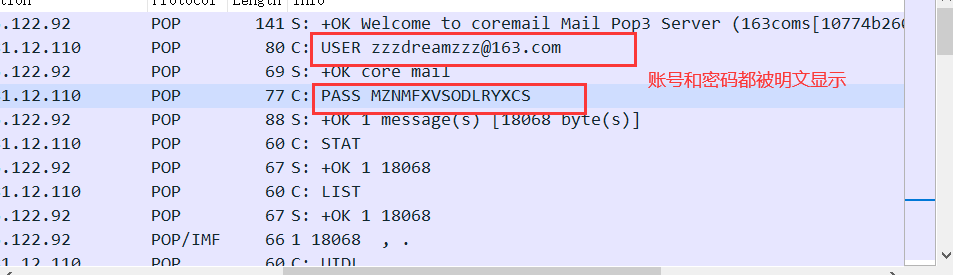 Protocol Length Info
.122.92 POP 141 S: +OK Welcome to coremail Mail Pop3 Server (163coms[10774b260
1.12.110 POP 80 C: USER zzzdreamzzz@163.com
.122.92 POP 69 S: +OK core mail
账号和密码都被明文显示
1.12.110 POP 77 C: PASS MZNMFXVSODLRYXCS
.122.92 POP 88 S: +OK 1 message(s) [18068 byte(s)]
1.12.110 POP 60 C: STAT
.122.92 POP 67 S: +OK 1 18068
1.12.110 POP 60 C: LIST
.122.92 POP 67 S: +OK 1 18068
.122.92 POP/IMF 66 1 18068 , .
1.12.110 POP 60 C: UIDL